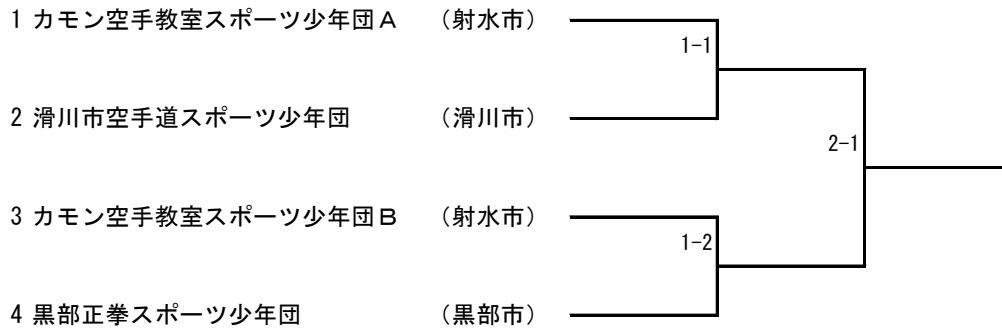 1 カモン空手教室スポーツ少年団A （射水市）
1-1
2 滑川市空手道スポーツ少年団 （滑川市）
2-1
3 カモン空手教室スポーツ少年団B （射水市）
1-2
4 黒部正拳スポーツ少年団 （黒部市）